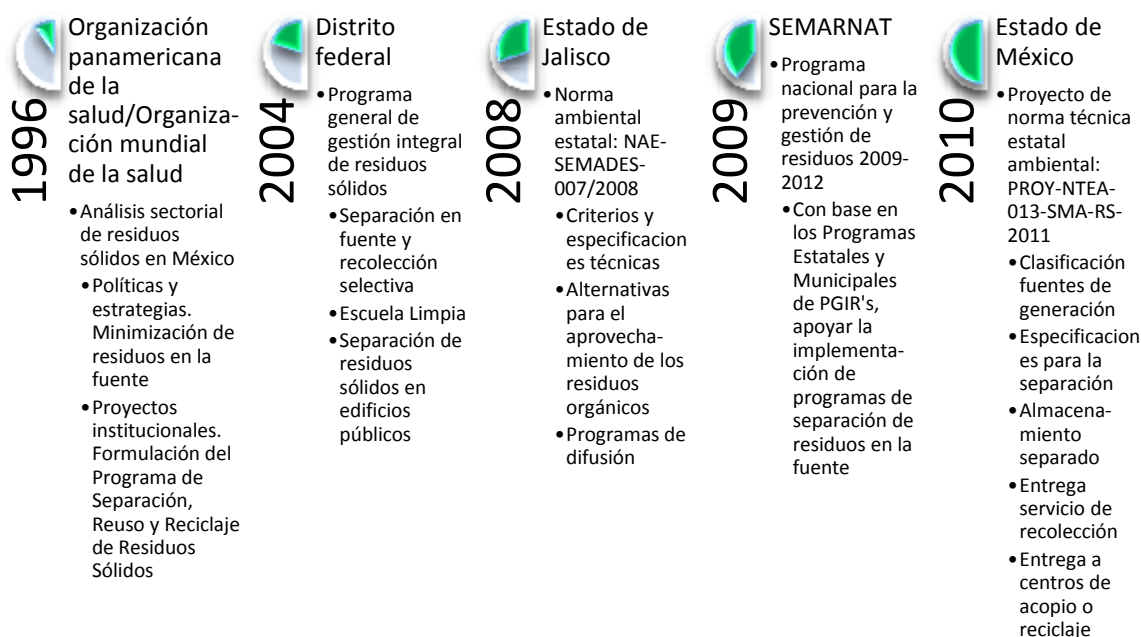 1996
Organización
panamericana
de la
salud/Organiza-
ción mundial
de la salud
•Análisis sectorial
de residuos
sólidos en México
•Políticas y
estrategias.
Minimización de
residuos en la
fuente
•Proyectos
institucionales.
Formulación del
Programa de
Separación,
Reuso y Reciclaje
de Residuos
Sólidos
2004
Distrito
federal
•Programa
general de
gestión integral
de residuos
sólidos
•Separación en
fuente y
recolección
selectiva
•Escuela Limpia
•Separación de
residuos
sólidos en
edificios
públicos
2008
Estado de
Jalisco
•Norma
ambiental
estatal: NAE-
SEMADES-
007/2008
•Criterios y
especificacion
es técnicas
•Alternativas
para el
aprovecha-
miento de los
residuos
orgánicos
•Programas de
difusión
2009
SEMARNAT
•Programa
nacional para la
prevención y
gestión de
residuos 2009-
2012
•Con base en
los Programas
Estatales y
Municipales
de PGIR's,
apoyar la
implementa-
ción de
programas de
separación de
residuos en la
fuente
2010
Estado de
México
•Proyecto de
norma técnica
estatal
ambiental:
PROY-NTEA-
013-SMA-RS-
2011
•Clasificación
fuentes de
generación
•Especificacion
es para la
separación
•Almacena-
miento
separado
•Entrega
servicio de
recolección
•Entrega a
centros de
acopio o
reciclaje